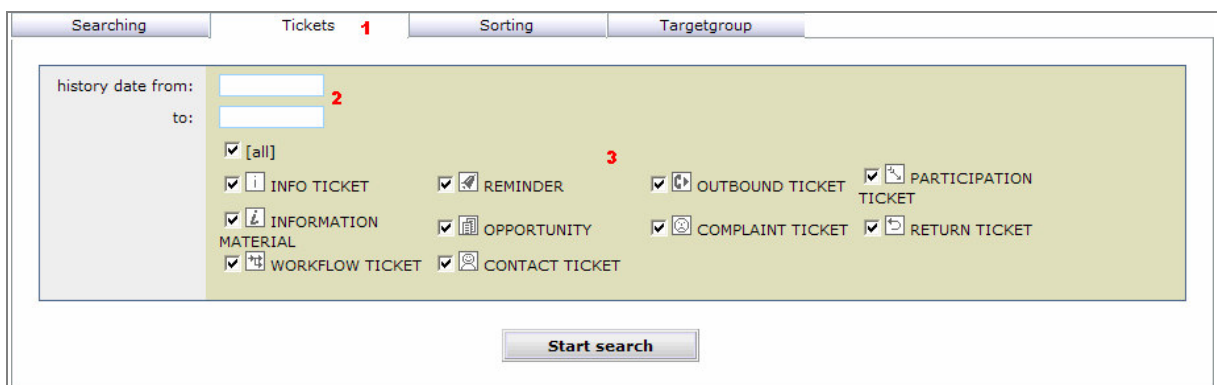 Searching Tickets 1 Sorting Targetgroup
history date from: 2
to:
[all] 3
INFO TICKET REMINDER OUTBOUND TICKET PARTICIPATION TICKET
INFORMATION MATERIAL OPPORTUNITY COMPLAINT TICKET RETURN TICKET
WORKFLOW TICKET CONTACT TICKET
Start search